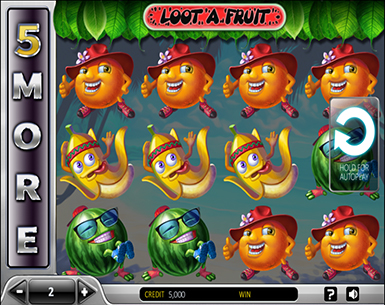 LOOT A FRUIT
5
M
O
R
E
HOLD FOR
AUTOPLAY
- 2 +
CREDIT 5,000 WIN
?